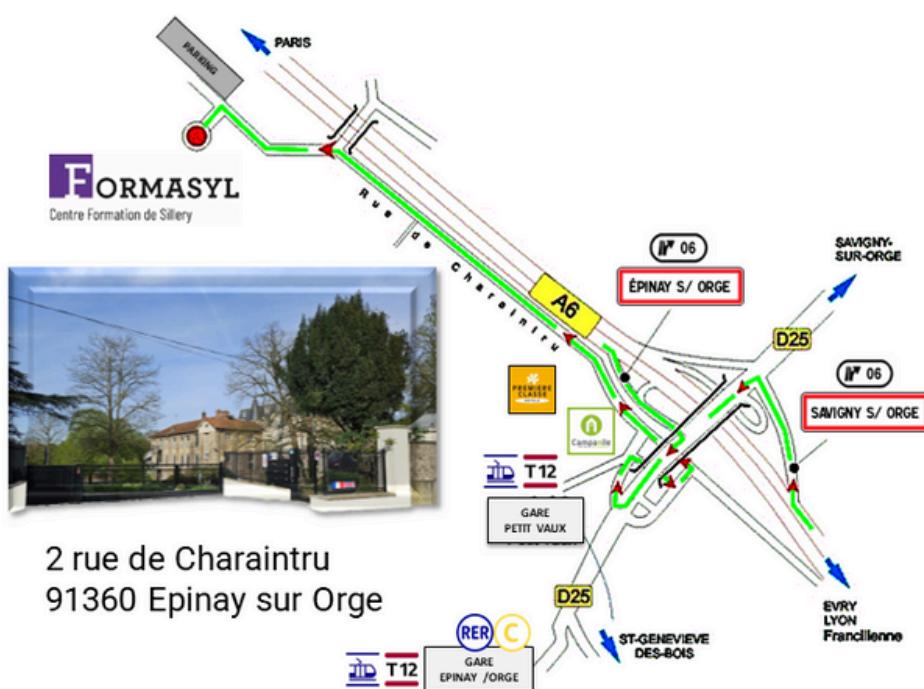 PARKING
PARIS
FORMASYL
Centre Formation de Sillery
Rue de Charaintru
06
ÉPINAY S/ ORGE
SAVIGNY-
SUR-ORGE
A6
D25
06
SAVIGNY S/ ORGE
PREMIERE
CLASSE
Campanile
T12
GARE
PETIT VAUX
2 rue de Charaintru
91360 Epinay sur Orge
D25
EVRY
LYON
Francilienne
RER C
ST-GENEVIEVE
DES-BOIS
T12
GARE
EPINAY /ORGE